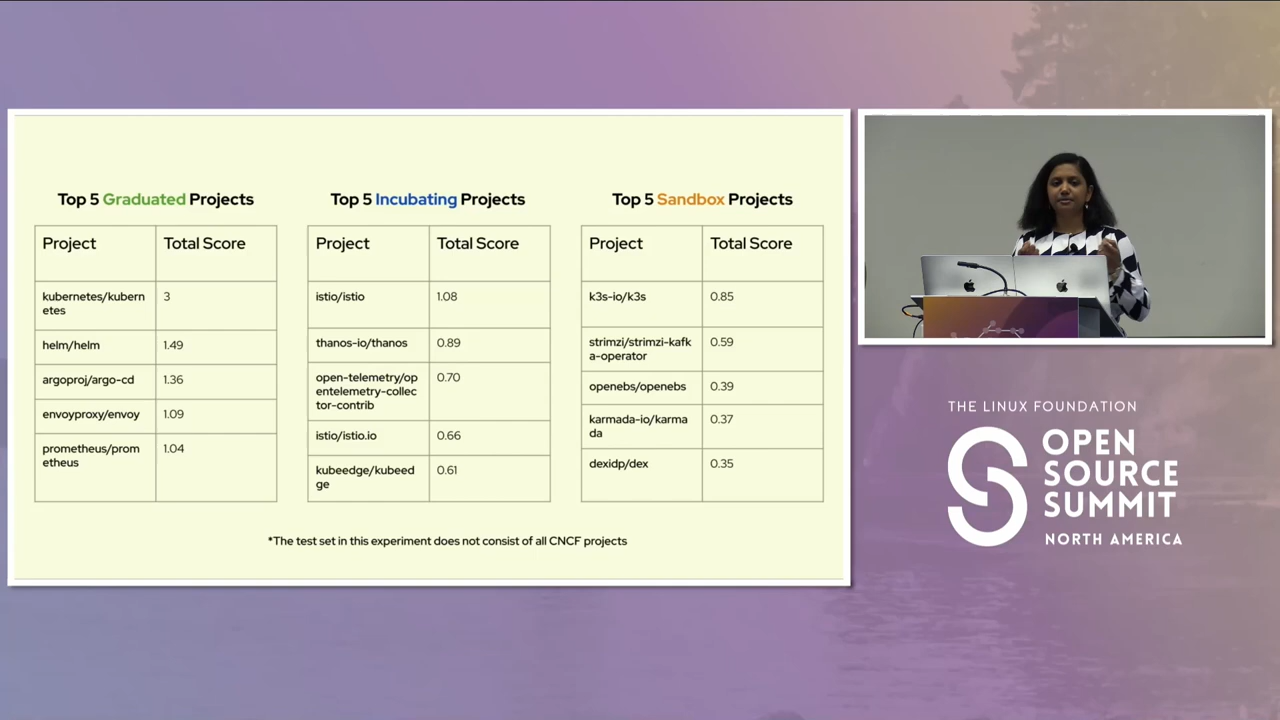 Top 5 Graduated Projects
Project Total Score
kubernetes/kubern
etes
3
helm/helm 1.49
argoproj/argo-cd 1.36
envoyproxy/envoy 1.09
prometheus/prom
etheus
1.04
Top 5 Incubating Projects
Project Total Score
istio/istio 1.08
thanos-io/thanos 0.89
open-telemetry/op
entelemetry-collec
tor-contrib
0.70
istio/istio.io 0.66
kubeedge/kubeed
ge
0.61
Top 5 Sandbox Projects
Project Total Score
k3s-io/k3s 0.85
strimzi/strimzi-kafk
a-operator
0.59
openebs/openebs 0.39
karmada-io/karma
da
0.37
dexidp/dex 0.35
*The test set in this experiment does not consist of all CNCF projects
THE LINUX FOUNDATION
OPEN
SOURCE
SUMMIT
NORTH AMERICA